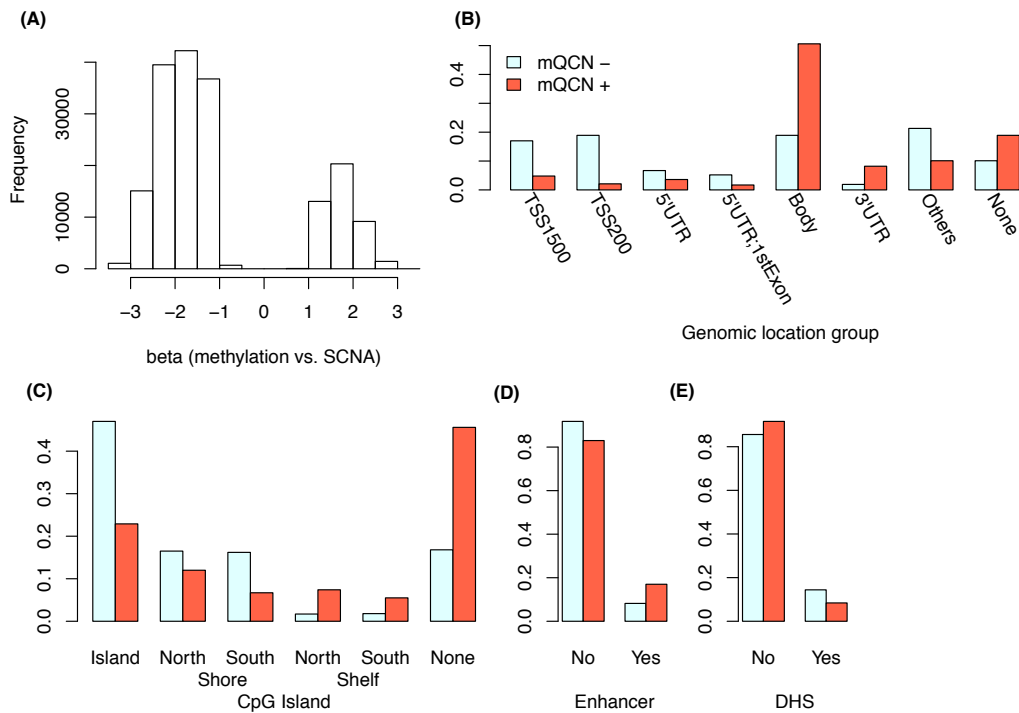 (A)
Frequency
0
10000
30000
−3
−2
−1
0
1
2
3
beta (methylation vs. SCNA)
(B)
0.0
0.2
0.4
mQCN −
mQCN +
TSS1500
TSS200
5'UTR
5'UTR;1stExon
Body
3'UTR
Others
None
Genomic location group
(C)
0.0
0.1
0.2
0.3
0.4
Island
North
South
North
South
None
Shore
Shelf
CpG Island
(D)
0.0
0.2
0.4
0.6
0.8
No
Yes
Enhancer
(E)
0.0
0.2
0.4
0.6
0.8
No
Yes
DHS